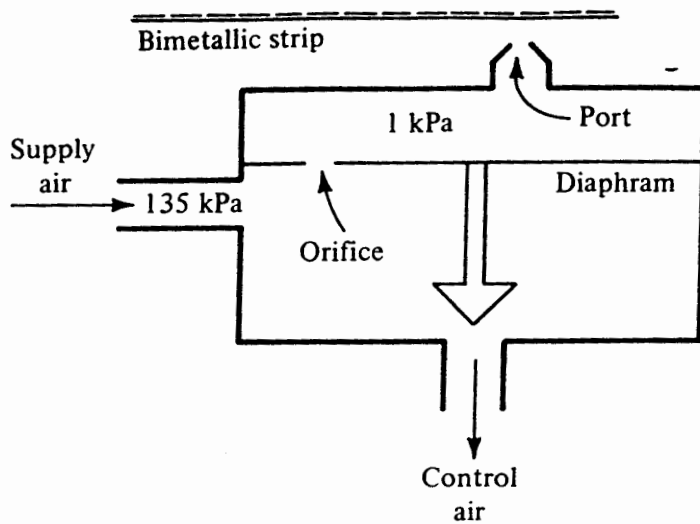 Bimetallic strip
1 kPa
Port
Supply
air
135 kPa
Diaphram
Orifice
Control
air